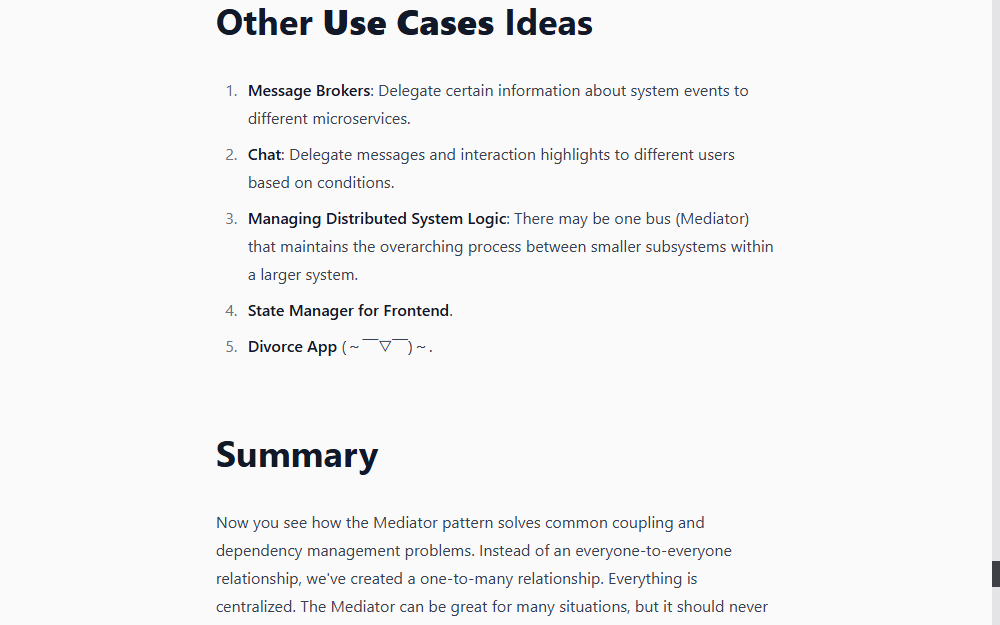 Other Use Cases Ideas
1. Message Brokers: Delegate certain information about system events to
different microservices.
2. Chat: Delegate messages and interaction highlights to different users
based on conditions.
3. Managing Distributed System Logic: There may be one bus (Mediator)
that maintains the overarching process between smaller subsystems within
a larger system.
4. State Manager for Frontend.
5. Divorce App (~￣▽￣)~.
Summary
Now you see how the Mediator pattern solves common coupling and
dependency management problems. Instead of an everyone-to-everyone
relationship, we've created a one-to-many relationship. Everything is
centralized. The Mediator can be great for many situations, but it should never